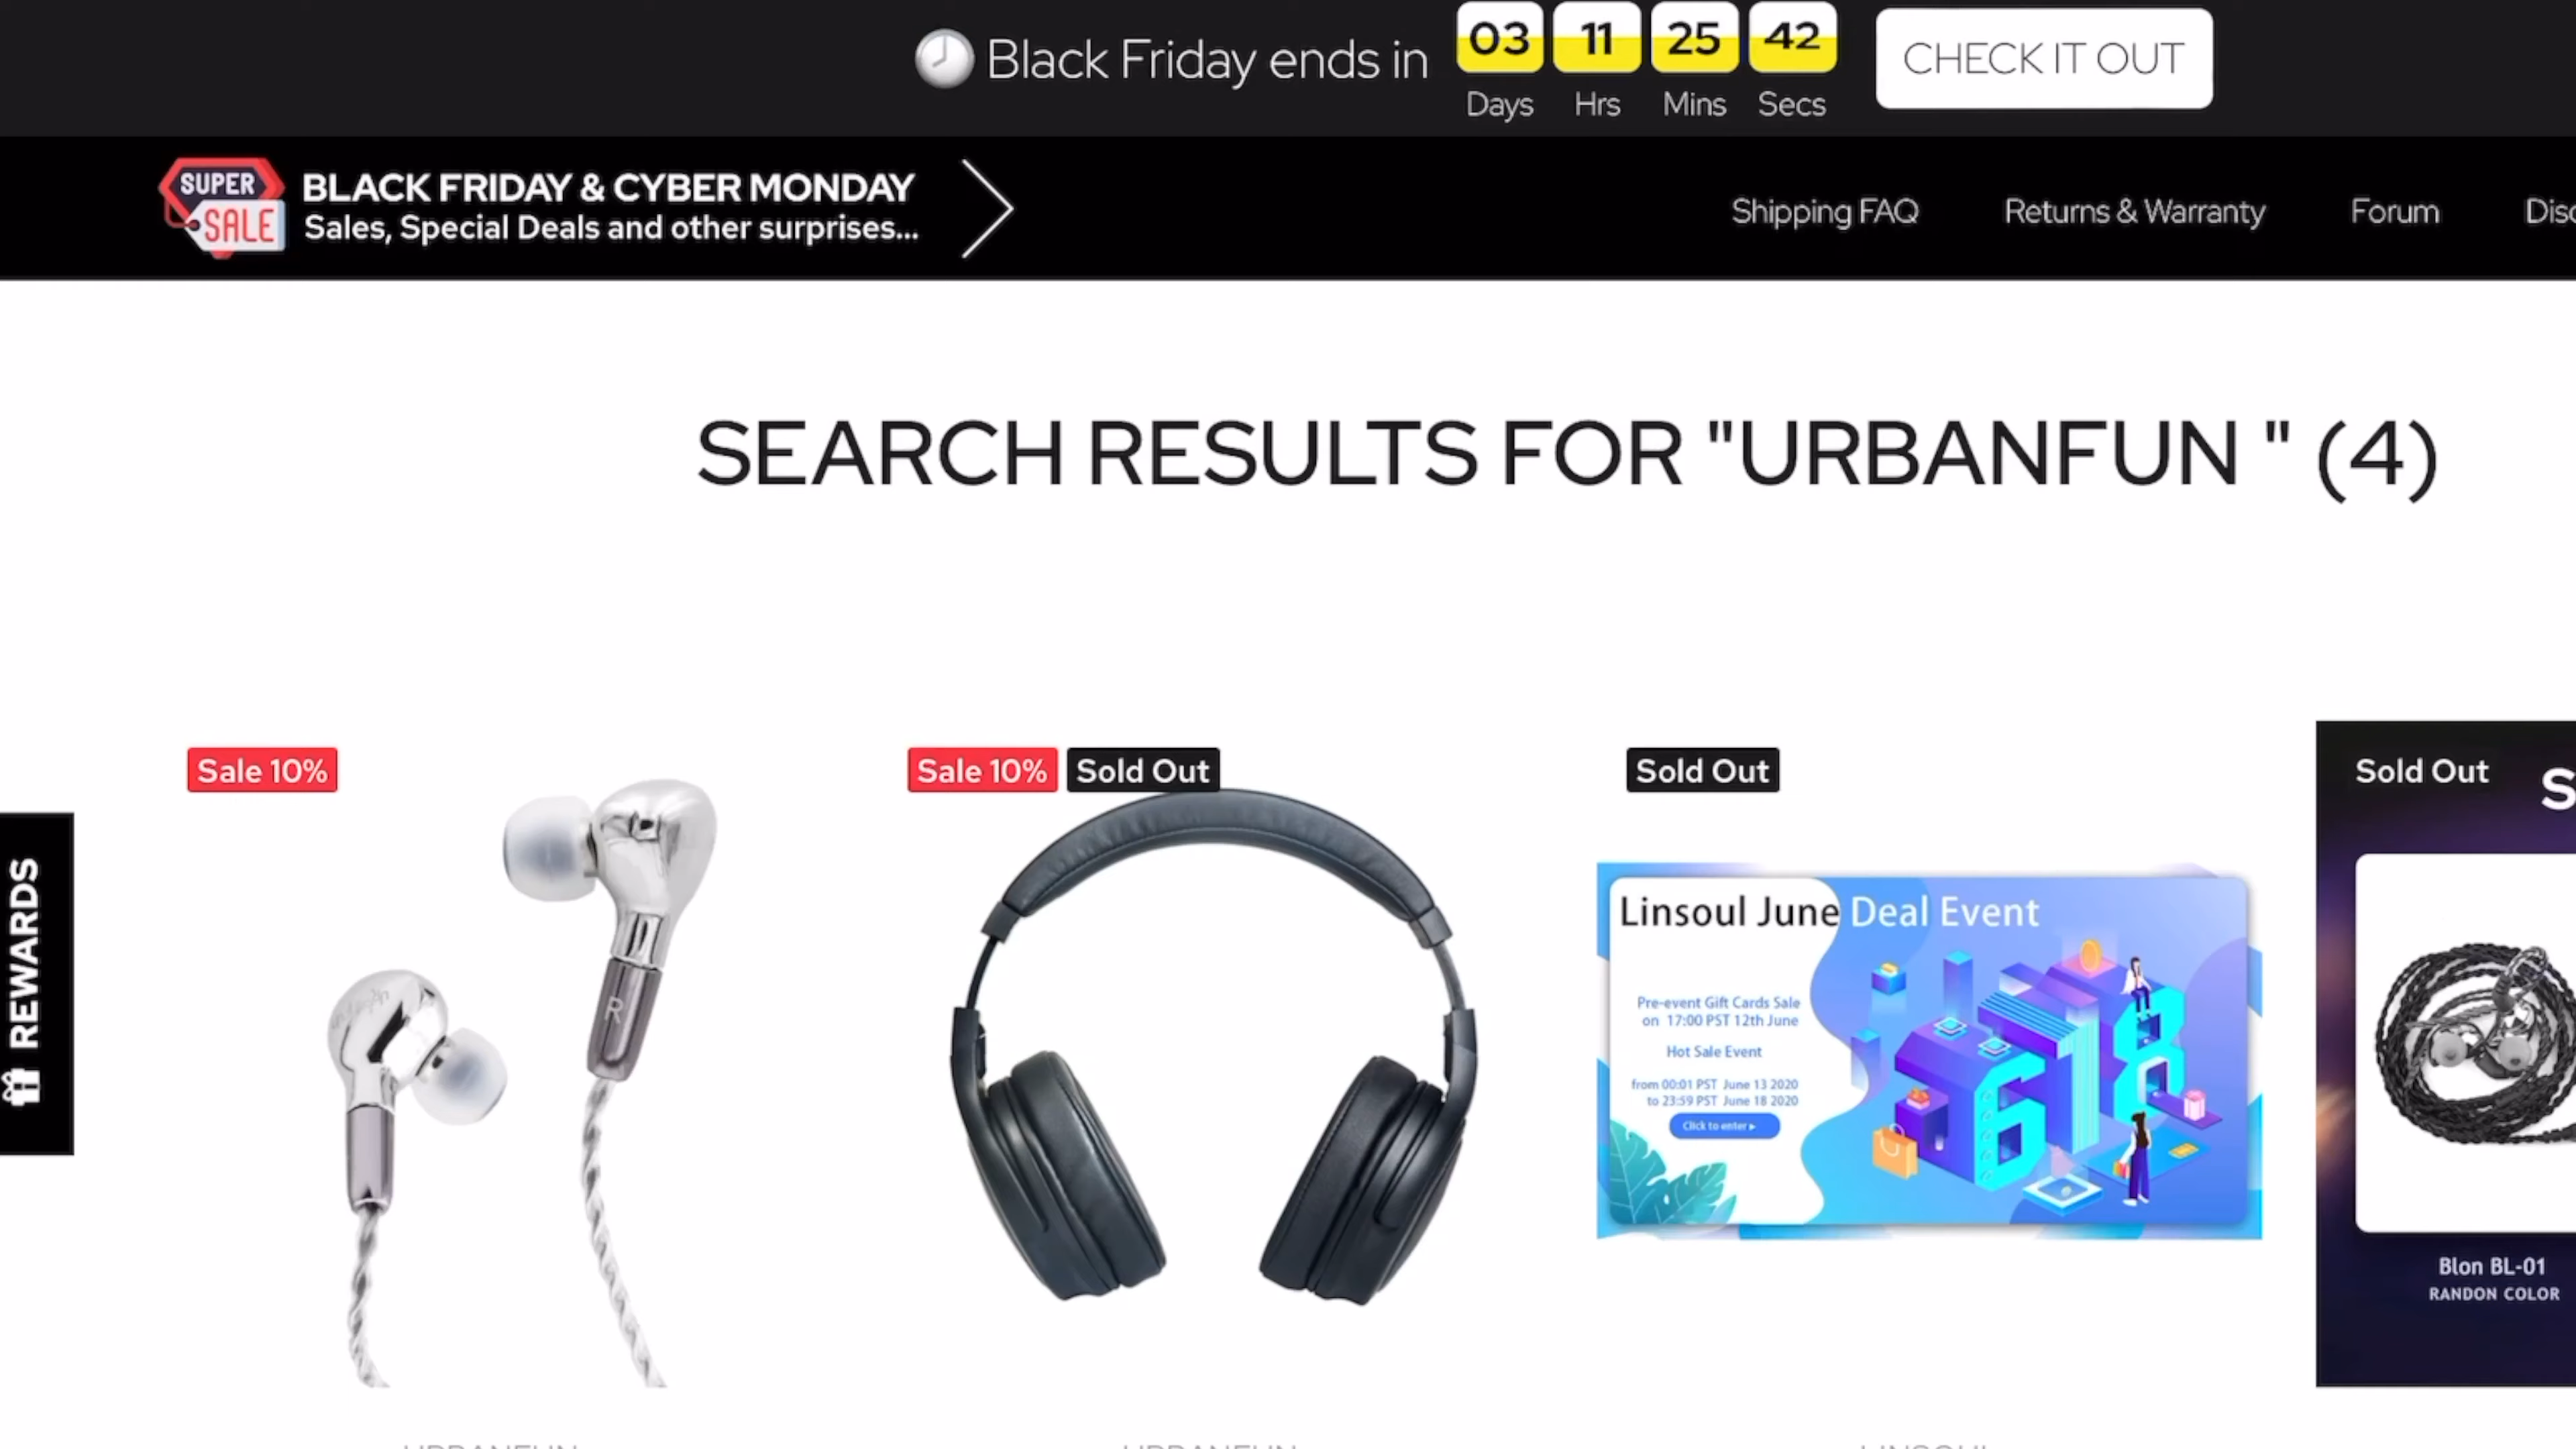 Black Friday ends in
03 11 25 42
Days Hrs Mins Secs
CHECK IT OUT
SUPER
SALE
BLACK FRIDAY & CYBER MONDAY
Sales, Special Deals and other surprises...
Shipping FAQ
Returns & Warranty
Forum
SEARCH RESULTS FOR "URBANFUN " (4)
Sale 10%
R
Sale 10%
Sold Out
Sold Out
Linsoul June Deal Event
Pre-event Gift Cards Sale
on 17:00 PST 12th June
Hot Sale Event
from 00:01 PST June 13 2020
to 23:59 PST June 18 2020
Click to enter
618
Sold Out
Blon BL-01
RANDON COLOR
REWARDS
URBANFUN
URBANFUN
LINSOUL